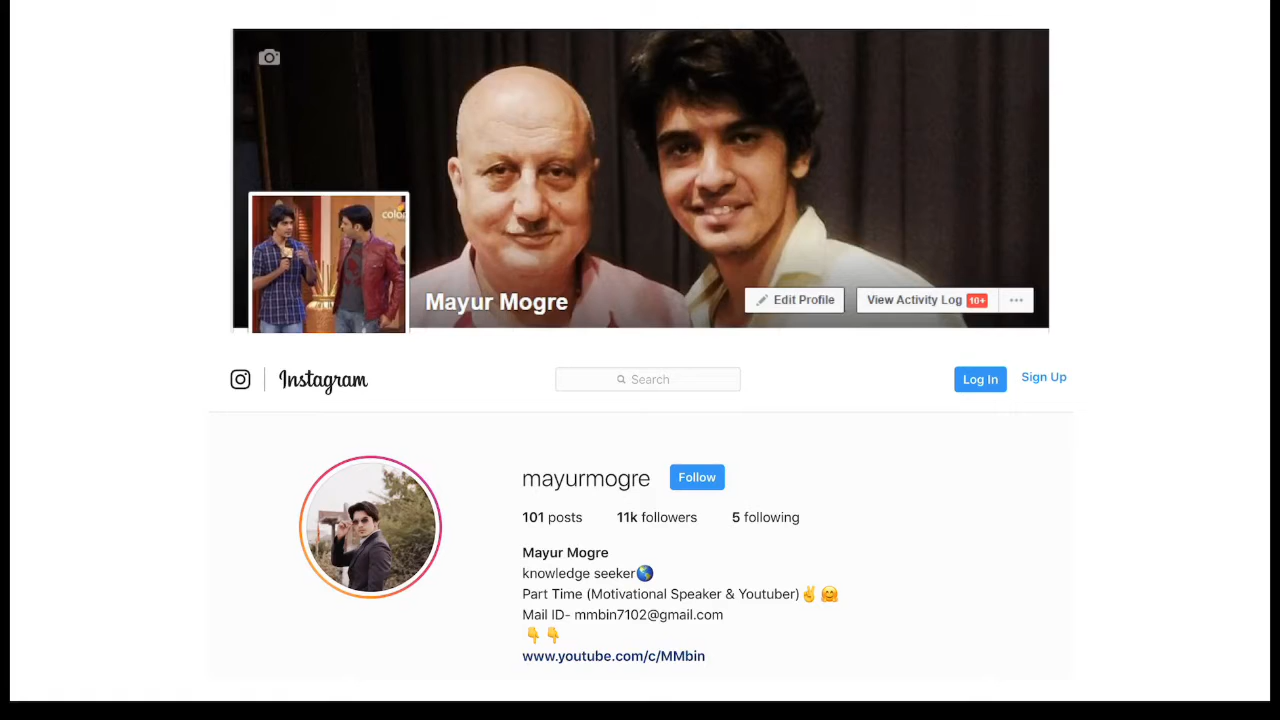 color
Mayur Mogre
Edit Profile
View Activity Log 10+
Instagram
Search
Log In
Sign Up
mayurmogre Follow
101 posts 11k followers 5 following
Mayur Mogre
knowledge seeker🌎
Part Time (Motivational Speaker & Youtuber)✌️🤗
Mail ID- mmbin7102@gmail.com
👇👇
www.youtube.com/c/MMbin